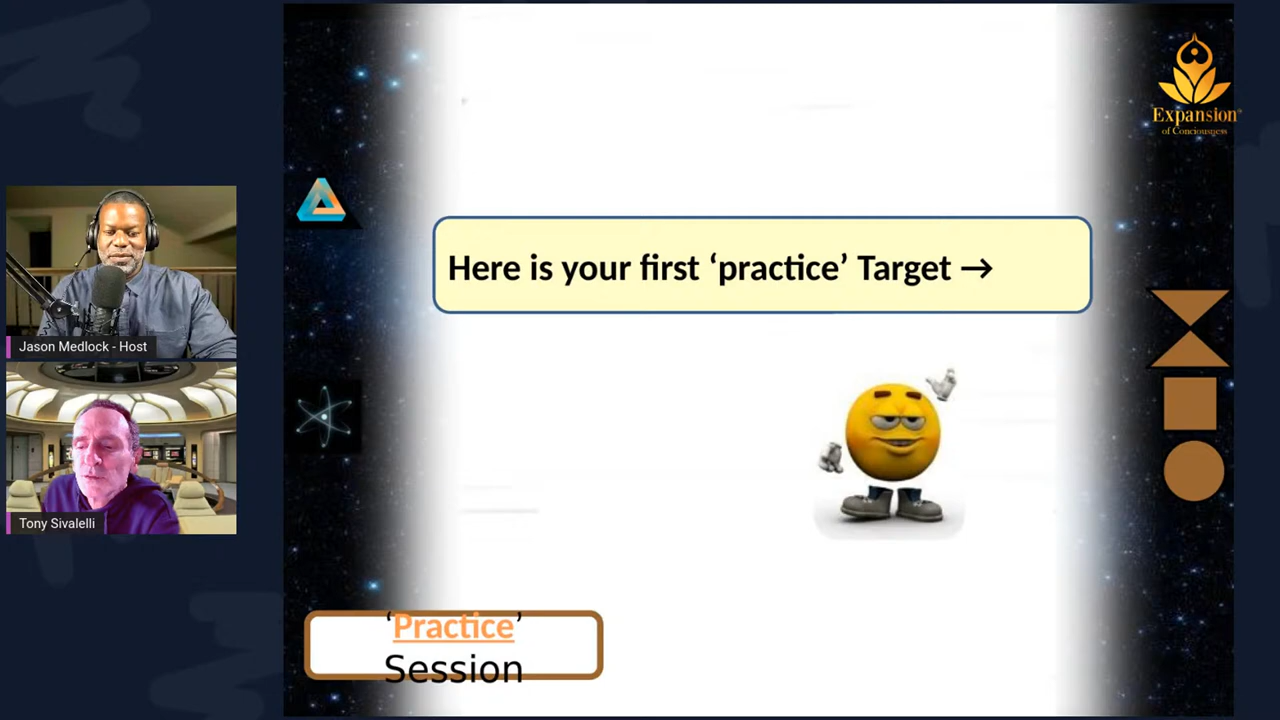 Expansion
of Conciousness
Here is your first ‘practice’ Target →
Jason Medlock - Host
Tony Sivalelli
‘Practice’
Session